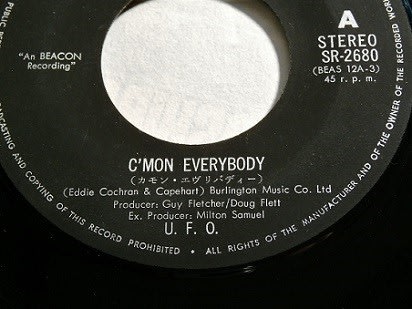 A
STEREO
SR-2680
(BEAS 12A-3)
45 r. p. m.
"An BEACON
Recording"
C'MON EVERYBODY
(カモン・エヴリバディー)
(Eddie Cochran & Capehart) Burlington Music Co. Ltd
Producer: Guy Fletcher/Doug Flett
Ex. Producer: Milton Samuel
U. F. O.
PUBLIC
CASTING AND COPYING OF THIS RECORD PROHIBITED • ALL RIGHTS OF THE MANUFACTURER AND OF THE OWNER OF THE RECORDED